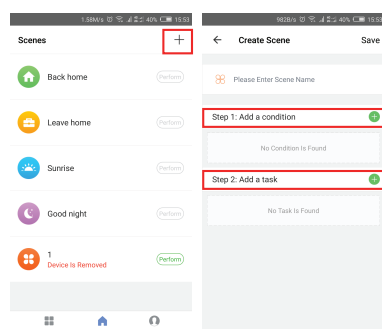 1.58M/s 40% 15:53
Scenes
Back home
Perform
Leave home
Perform
Sunrise
Perform
Good night
Perform
1
Device Is Removed
Perform
982B/s 40% 15:53
Create Scene
Save
Please Enter Scene Name
Step 1: Add a condition
No Condition Is Found
Step 2: Add a task
No Task Is Found